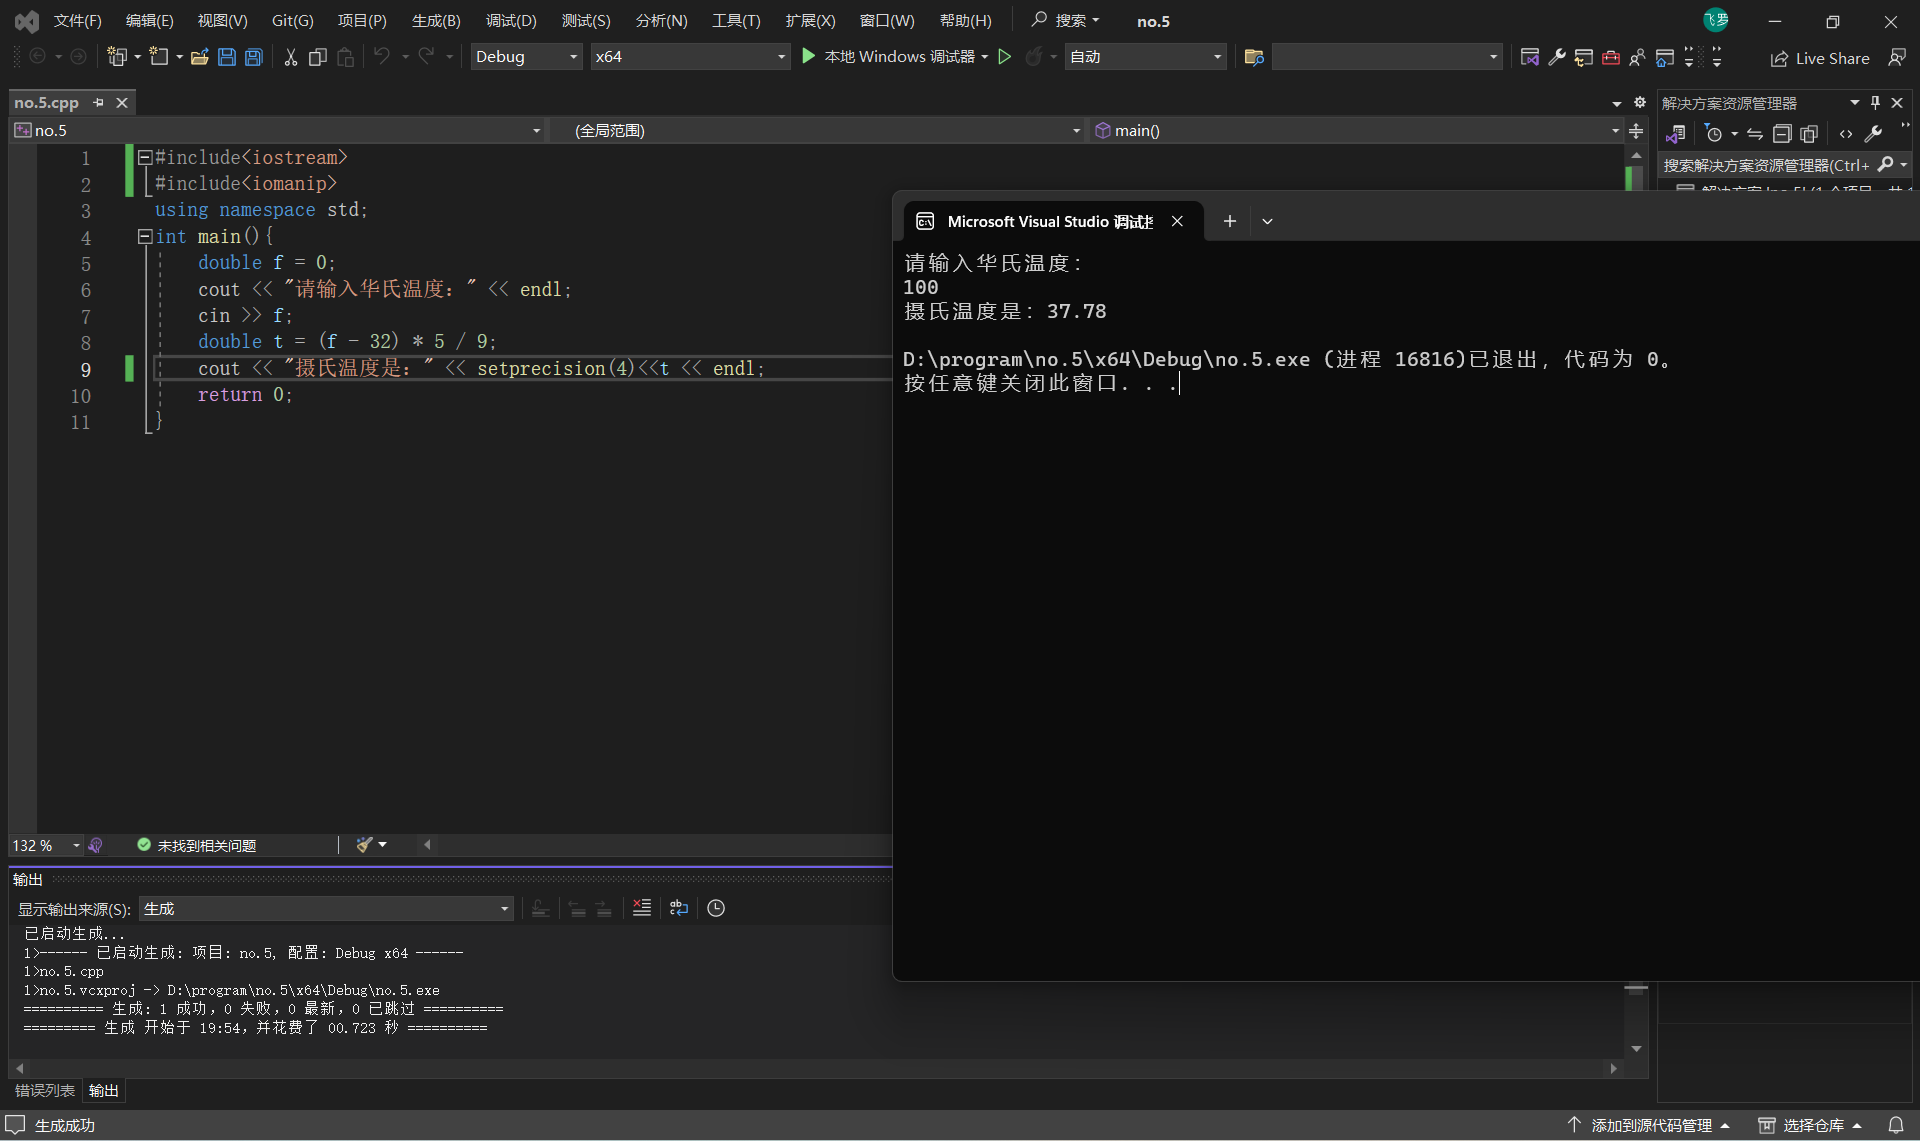 文件(F) 编辑(E) 视图(V) Git(G) 项目(P) 生成(B) 调试(D) 测试(S) 分析(N) 工具(T) 扩展(X) 窗口(W) 帮助(H) 搜索 no.5 飞罗
Debug x64 本地 Windows 调试器 自动 Live Share
no.5.cpp
no.5 (全局范围) main()
1 #include<iostream>
2 #include<iomanip>
3 using namespace std;
4 int main(){
5 double f = 0;
6 cout << "请输入华氏温度：" << endl;
7 cin >> f;
8 double t = (f - 32) * 5 / 9;
9 cout << "摄氏温度是：" << setprecision(4)<<t << endl;
10 return 0;
11 }
解决方案资源管理器
搜索解决方案资源管理器(Ctrl+
Microsoft Visual Studio 调试
请输入华氏温度：
100
摄氏温度是：37.78
D:\program\no.5\x64\Debug\no.5.exe (进程 16816)已退出，代码为 0。
按任意键关闭此窗口. . .
132 % 未找到相关问题
输出
显示输出来源(S): 生成
已启动生成...
1>------ 已启动生成: 项目: no.5, 配置: Debug x64 ------
1>no.5.cpp
1>no.5.vcxproj -> D:\program\no.5\x64\Debug\no.5.exe
========== 生成: 1 成功，0 失败，0 最新，0 已跳过 ==========
========= 生成 开始于 19:54，并花费了 00.723 秒 ==========
错误列表 输出
生成成功 添加到源代码管理 选择仓库